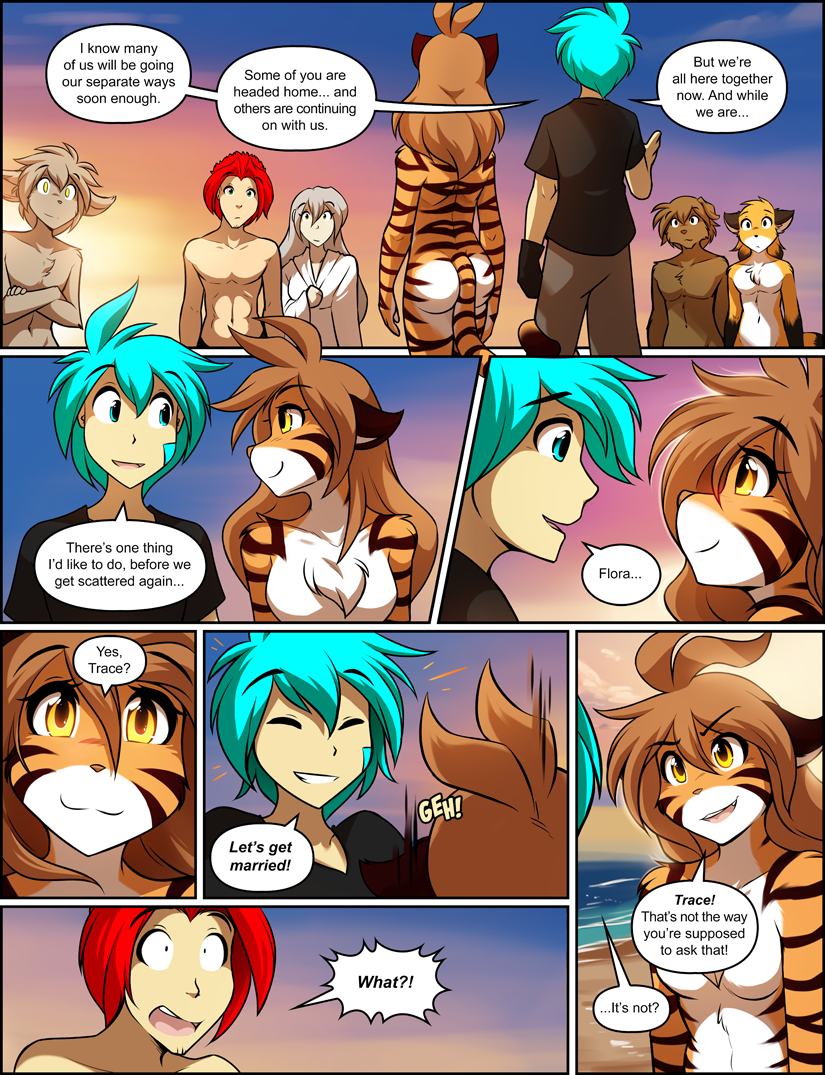 I know many
of us will be going
our separate ways
soon enough.
Some of you are
headed home... and
others are continuing
on with us.
But we're
all here together
now. And while
we are...
There's one thing
I'd like to do, before we
get scattered again...
Flora...
Yes,
Trace?
Let's get
married!
GEH!
What?!
Trace!
That's not the way
you're supposed
to ask that!
...It's not?